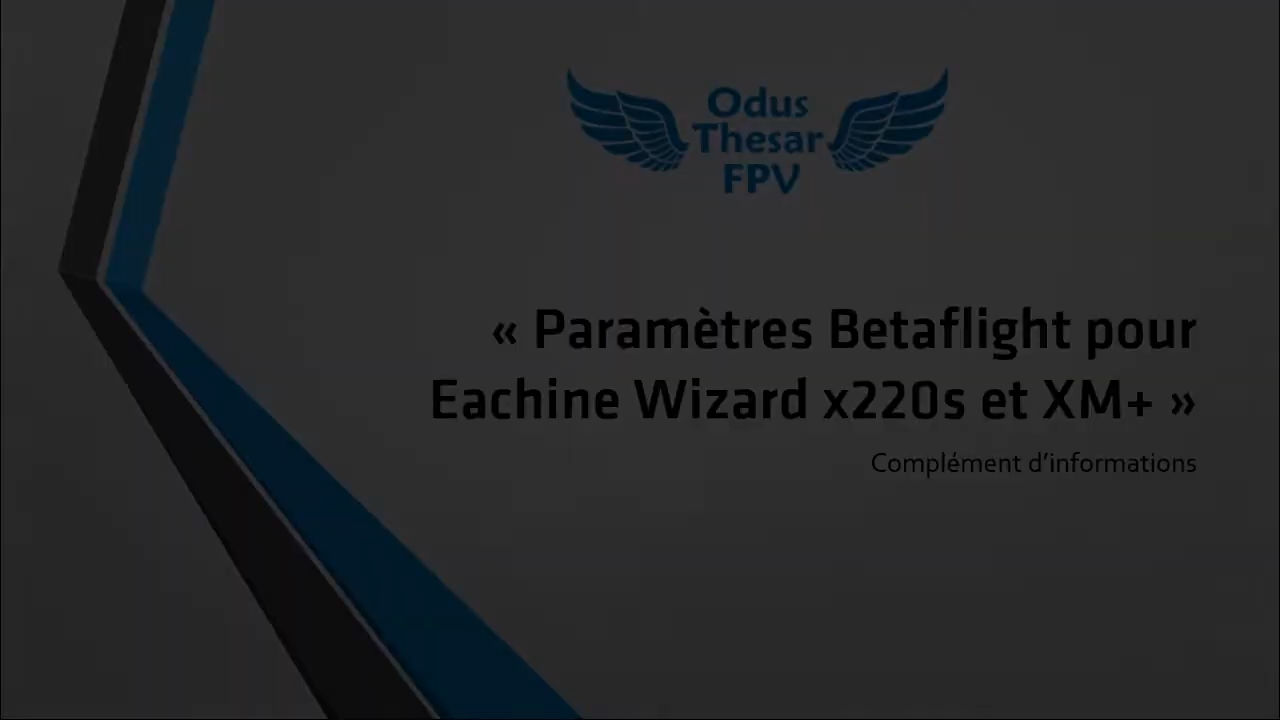 Odus
Thesar
FPV
« Paramètres Betaflight pour
Eachine Wizard x220s et XM+ »
Complément d’informations